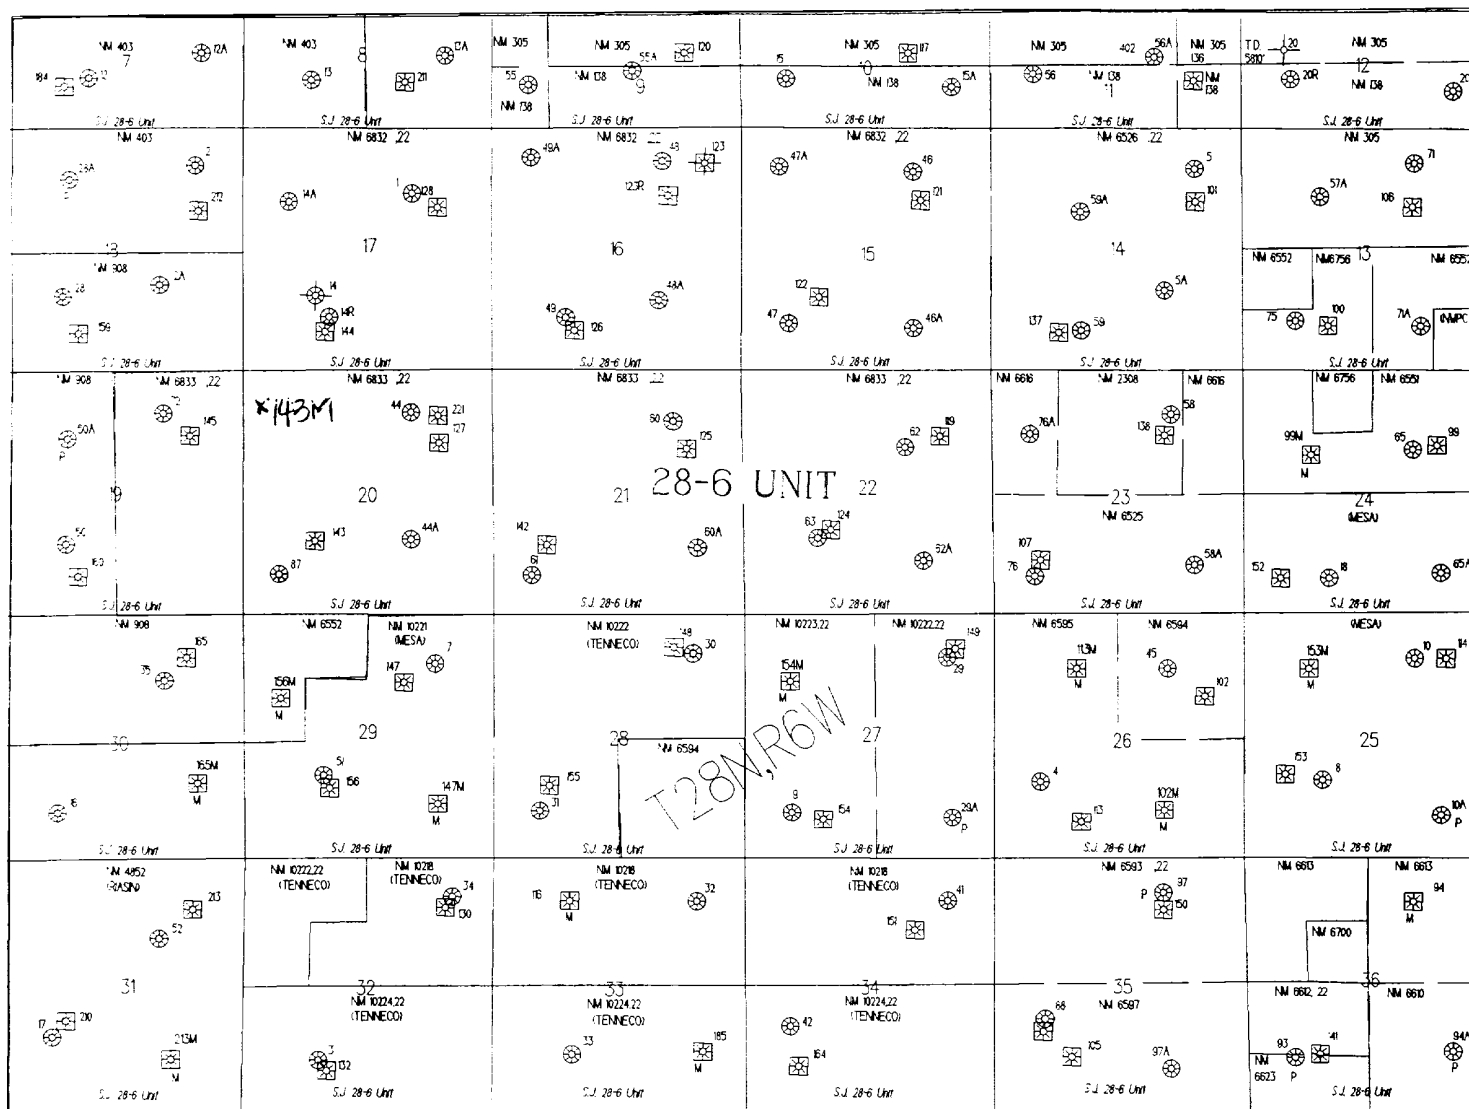 NM 403
7
12A
12
184
S.J. 28-6 Unit
NM 403
8
13A
13
211
NM 305
NM 305
120
55A
55
NM 138
9
NM 138
S.J. 28-6 Unit
NM 305
117
15
10
NM 138
15A
NM 305
402
56A
NM 305
136
56
NM 138
NM
138
11
S.J. 28-6 Unit
T.D.
5810'
20
NM 305
12
20R
NM 138
20
S.J. 28-6 Unit
NM 403
2
28A
212
18
NM 908
28
2A
159
S.J. 28-6 Unit
NM 6832 ,22
1
128
14A
17
14
14R
144
S.J. 28-6 Unit
NM 6832 ,22
49A
48
123
123R
16
48A
49
126
S.J. 28-6 Unit
NM 6832 ,22
47A
46
121
15
122
47
46A
S.J. 28-6 Unit
NM 6526 ,22
5
59A
101
14
5A
137
59
S.J. 28-6 Unit
NM 305
71
57A
106
NM 6552
NM6756
13
NM 6552
75
100
71A
(NWPC
S.J. 28-6 Unit
NM 908
NM 6833 ,22
50A
P
145
19
50
160
S.J. 28-6 Unit
NM 6833 ,22
x143M
44
221
127
20
143
44A
87
S.J. 28-6 Unit
NM 6833 ,22
60
125
21
142
60A
61
S.J. 28-6 Unit
28-6 UNIT
NM 6833 ,22
62
119
22
63
124
62A
S.J. 28-6 Unit
NM 6616
NM 2308
NM 6616
76A
58
138
23
NM 6525
107
76
58A
S.J. 28-6 Unit
NM 6756
NM 6551
99M
M
65
99
24
(MESA)
152
18
65A
S.J. 28-6 Unit
NM 908
165
35
30
165M
M
16
S.J. 28-6 Unit
NM 6552
NM 10221
(MESA)
7
147
156M
M
29
156
147M
M
S.J. 28-6 Unit
NM 10222
(TENNECO)
148
30
28
NM 6594
155
31
S.J. 28-6 Unit
T28N,R6W
NM 10223,22
NM 10222,22
149
29
154M
M
27
9
154
29A
P
S.J. 28-6 Unit
NM 6595
NM 6594
113M
M
45
102
26
4
113
102M
M
S.J. 28-6 Unit
(MESA)
153M
M
10
114
25
153
8
10A
P
S.J. 28-6 Unit
NM 4852
(RIASIN)
213
52
31
17
210
213M
M
S.J. 28-6 Unit
NM 10222,22
(TENNECO)
NM 10218
(TENNECO)
34
130
32
NM 10224,22
(TENNECO)
3
132
S.J. 28-6 Unit
NM 10218
(TENNECO)
116
M
32
33
NM 10224,22
(TENNECO)
33
185
M
S.J. 28-6 Unit
NM 10218
(TENNECO)
41
151
34
NM 10224,22
(TENNECO)
42
164
S.J. 28-6 Unit
NM 6593 ,22
P
97
150
35
NM 6597
68
105
97A
S.J. 28-6 Unit
NM 6613
NM 6613
94
M
NM 6700
36
NM 6612, 22
NM 6610
93
141
94A
NM
6623
P
P
S.J. 28-6 Unit